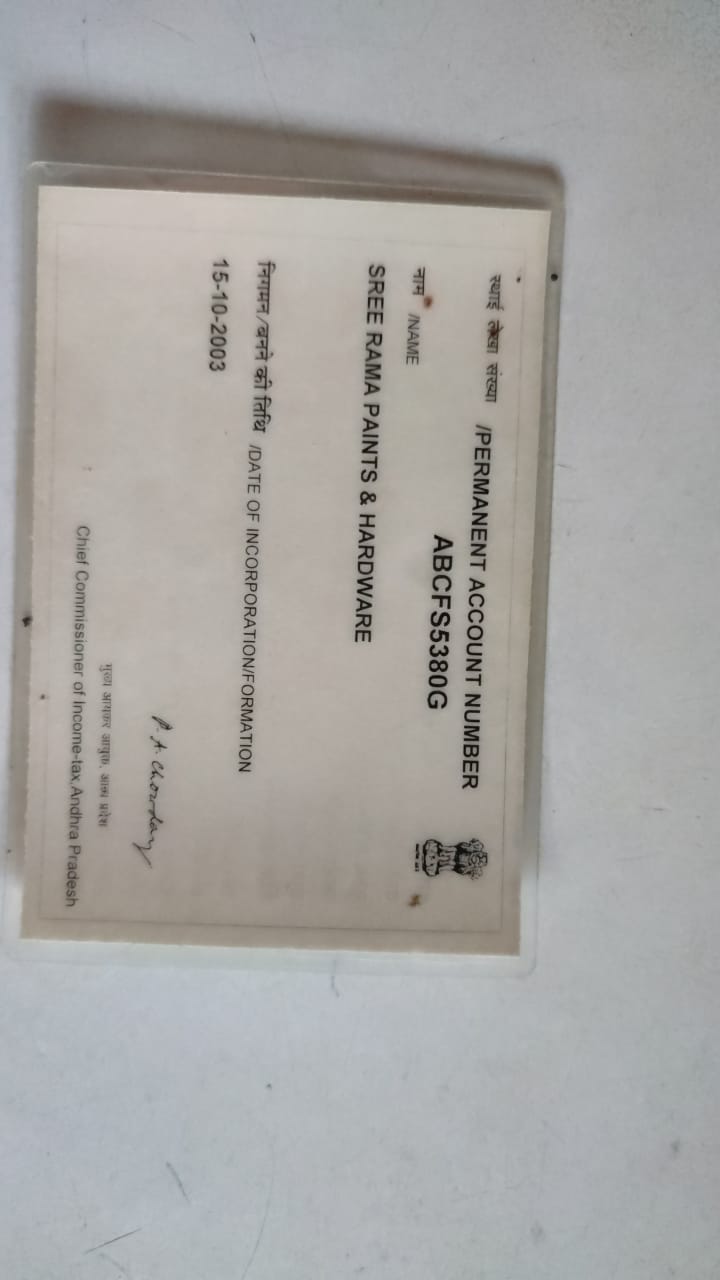 स्थाई लेखा संख्या /PERMANENT ACCOUNT NUMBER
ABCFS5380G
नाम /NAME
SREE RAMA PAINTS & HARDWARE
निगमन/बनने की तिथि /DATE OF INCORPORATION/FORMATION
15-10-2003
P. A. Chowdary
मुख्य आयकर आयुक्त, आन्ध्र प्रदेश
Chief Commissioner of Income-tax, Andhra Pradesh